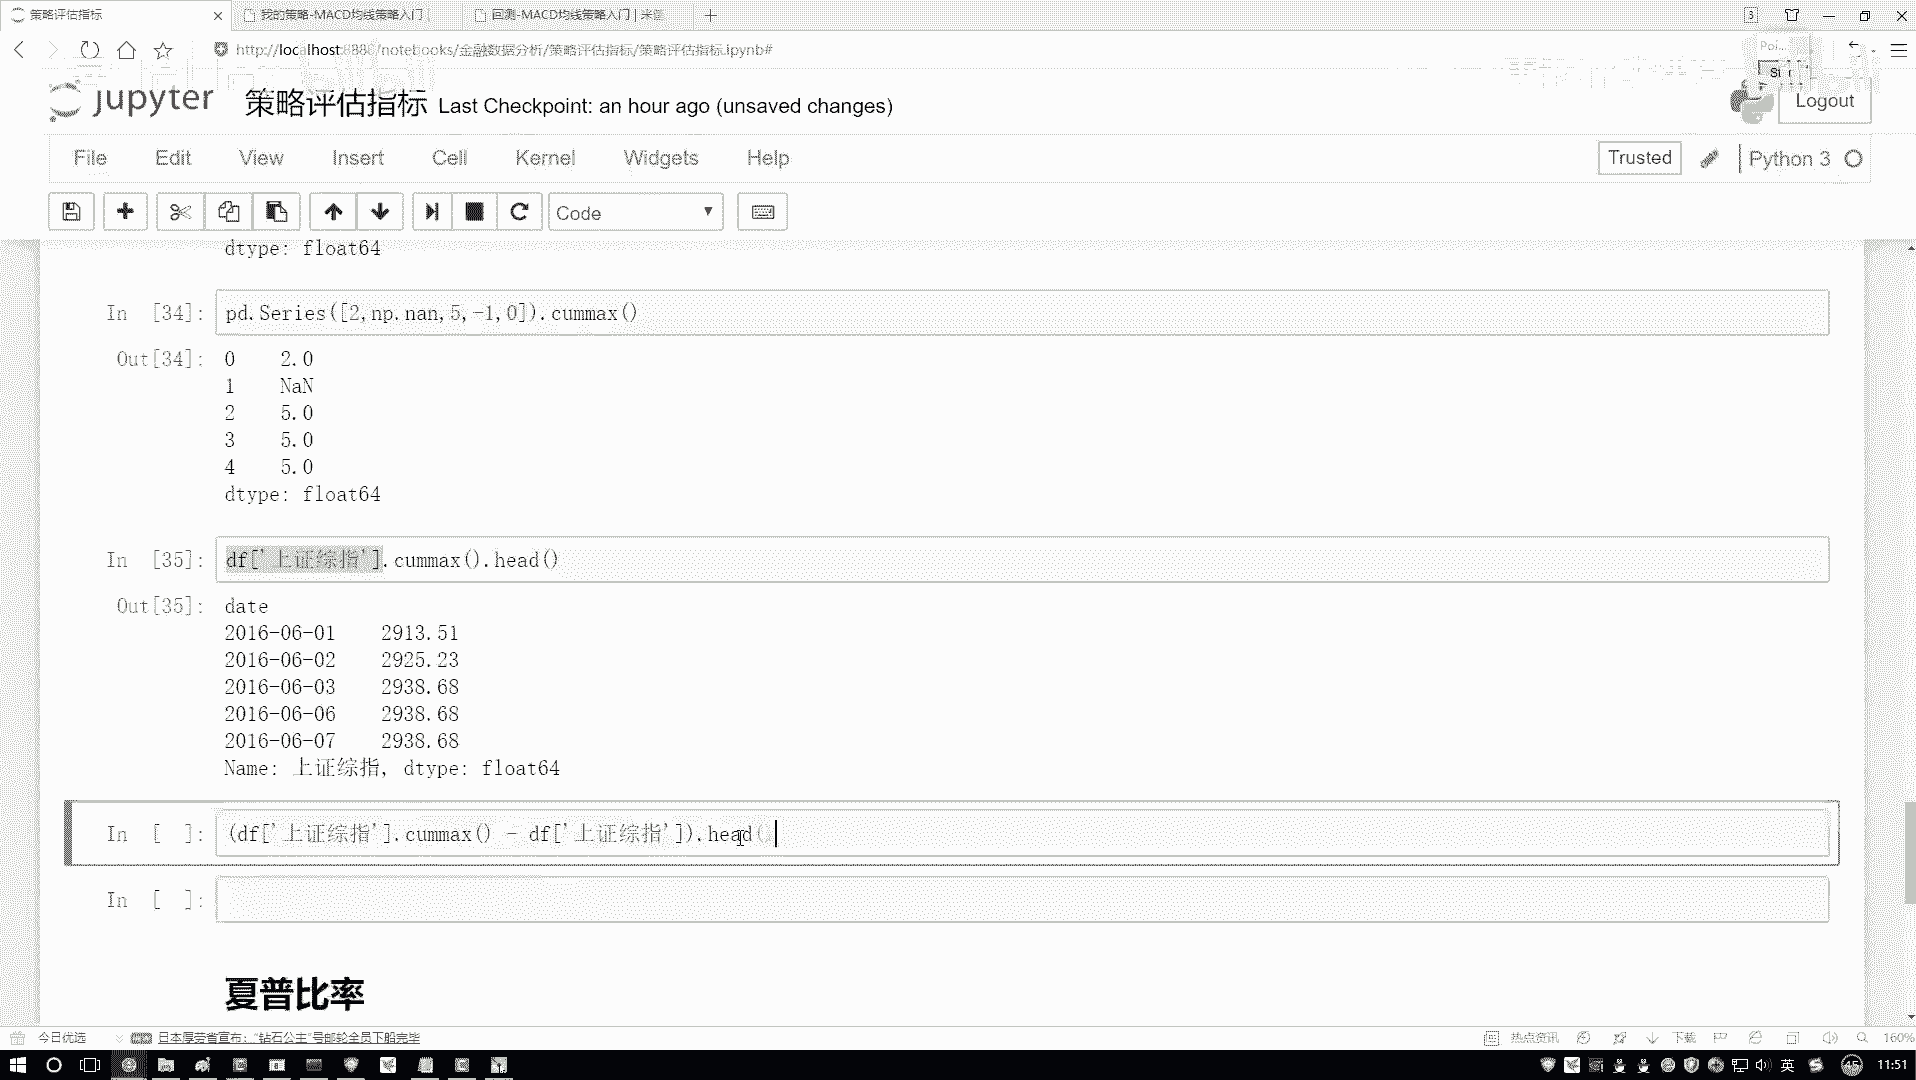 策略评估指标
我的策略-MACD均线策略入门
回测-MACD均线策略入门 | 米
3
http://localhost:8888/notebooks/金融数据分析/策略评估指标/策略评估指标.ipynb#
Poi...
jupyter 策略评估指标 Last Checkpoint: an hour ago (unsaved changes)
Logout
File Edit View Insert Cell Kernel Widgets Help
Trusted
Python 3
Code
dtype: float64
In [34]: pd.Series([2,np.nan,5,-1,0]).cummax()
Out[34]: 0 2.0
1 NaN
2 5.0
3 5.0
4 5.0
dtype: float64
In [35]: df['上证综指'].cummax().head()
Out[35]: date
2016-06-01 2913.51
2016-06-02 2925.23
2016-06-03 2938.68
2016-06-06 2938.68
2016-06-07 2938.68
Name: 上证综指, dtype: float64
In [ ]: (df['上证综指'].cummax() - df['上证综指']).head()
In [ ]:
夏普比率
今日优选
日本厚劳省宣布:“钻石公主”号邮轮全员下船完毕
热点资讯
下载
160%
英
45
11:51